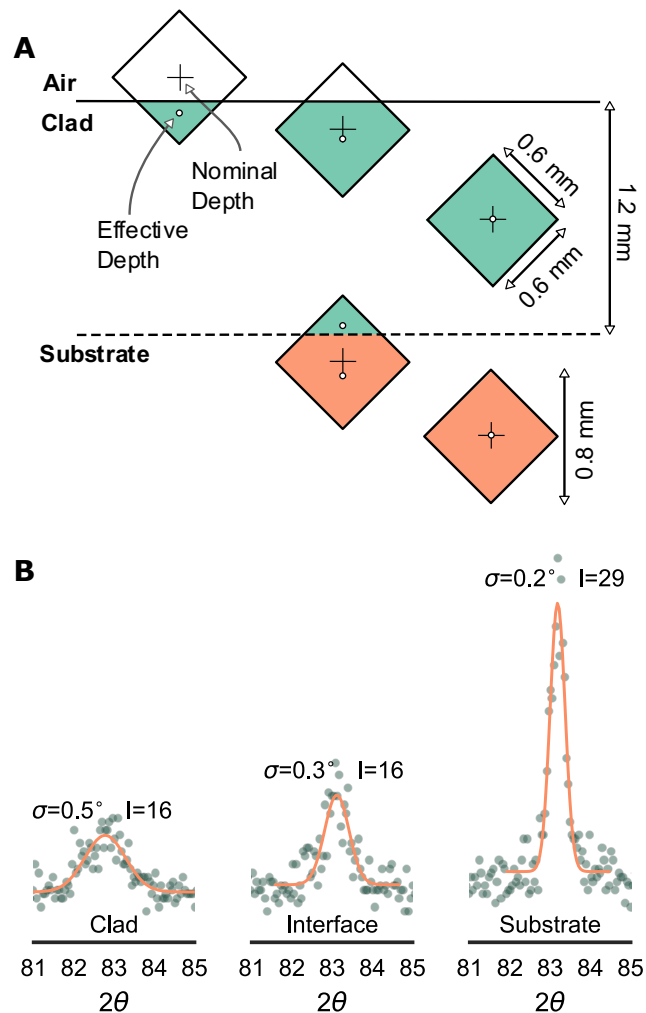 A
Air
Clad
Nominal
Depth
Effective
Depth
0.6 mm
0.6 mm
1.2 mm
Substrate
0.8 mm
B
σ=0.5° I=16
σ=0.3° I=16
σ=0.2° I=29
Clad Interface Substrate
81 82 83 84 85 81 82 83 84 85 81 82 83 84 85
2θ 2θ 2θ